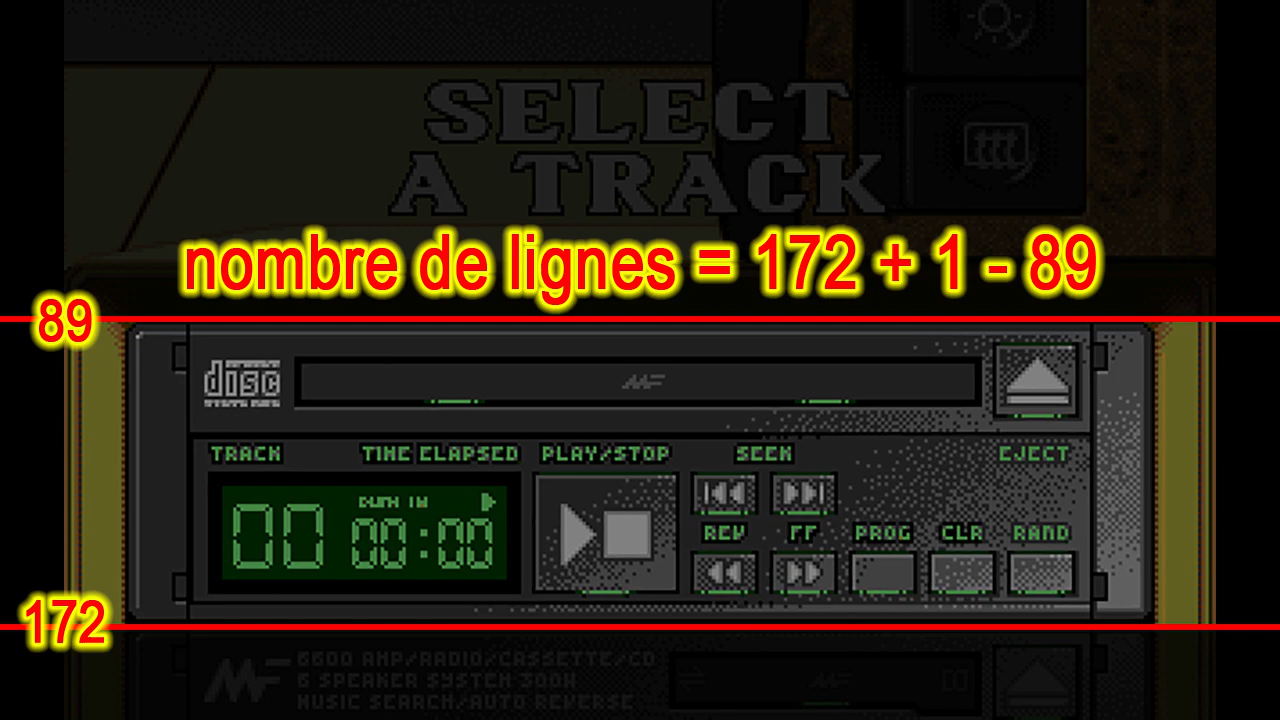 SELECT
A TRACK
nombre de lignes = 172 + 1 - 89
89
disc
TRACK TIME ELAPSED PLAY/STOP SEEK EJECT
00 00:00
REW FF PROG CLR RAND
172
6600 AMP/RADIO/CASSETTE/CD
6 SPEAKER SYSTEM 300W
MUSIC SEARCH/AUTO REVERSE